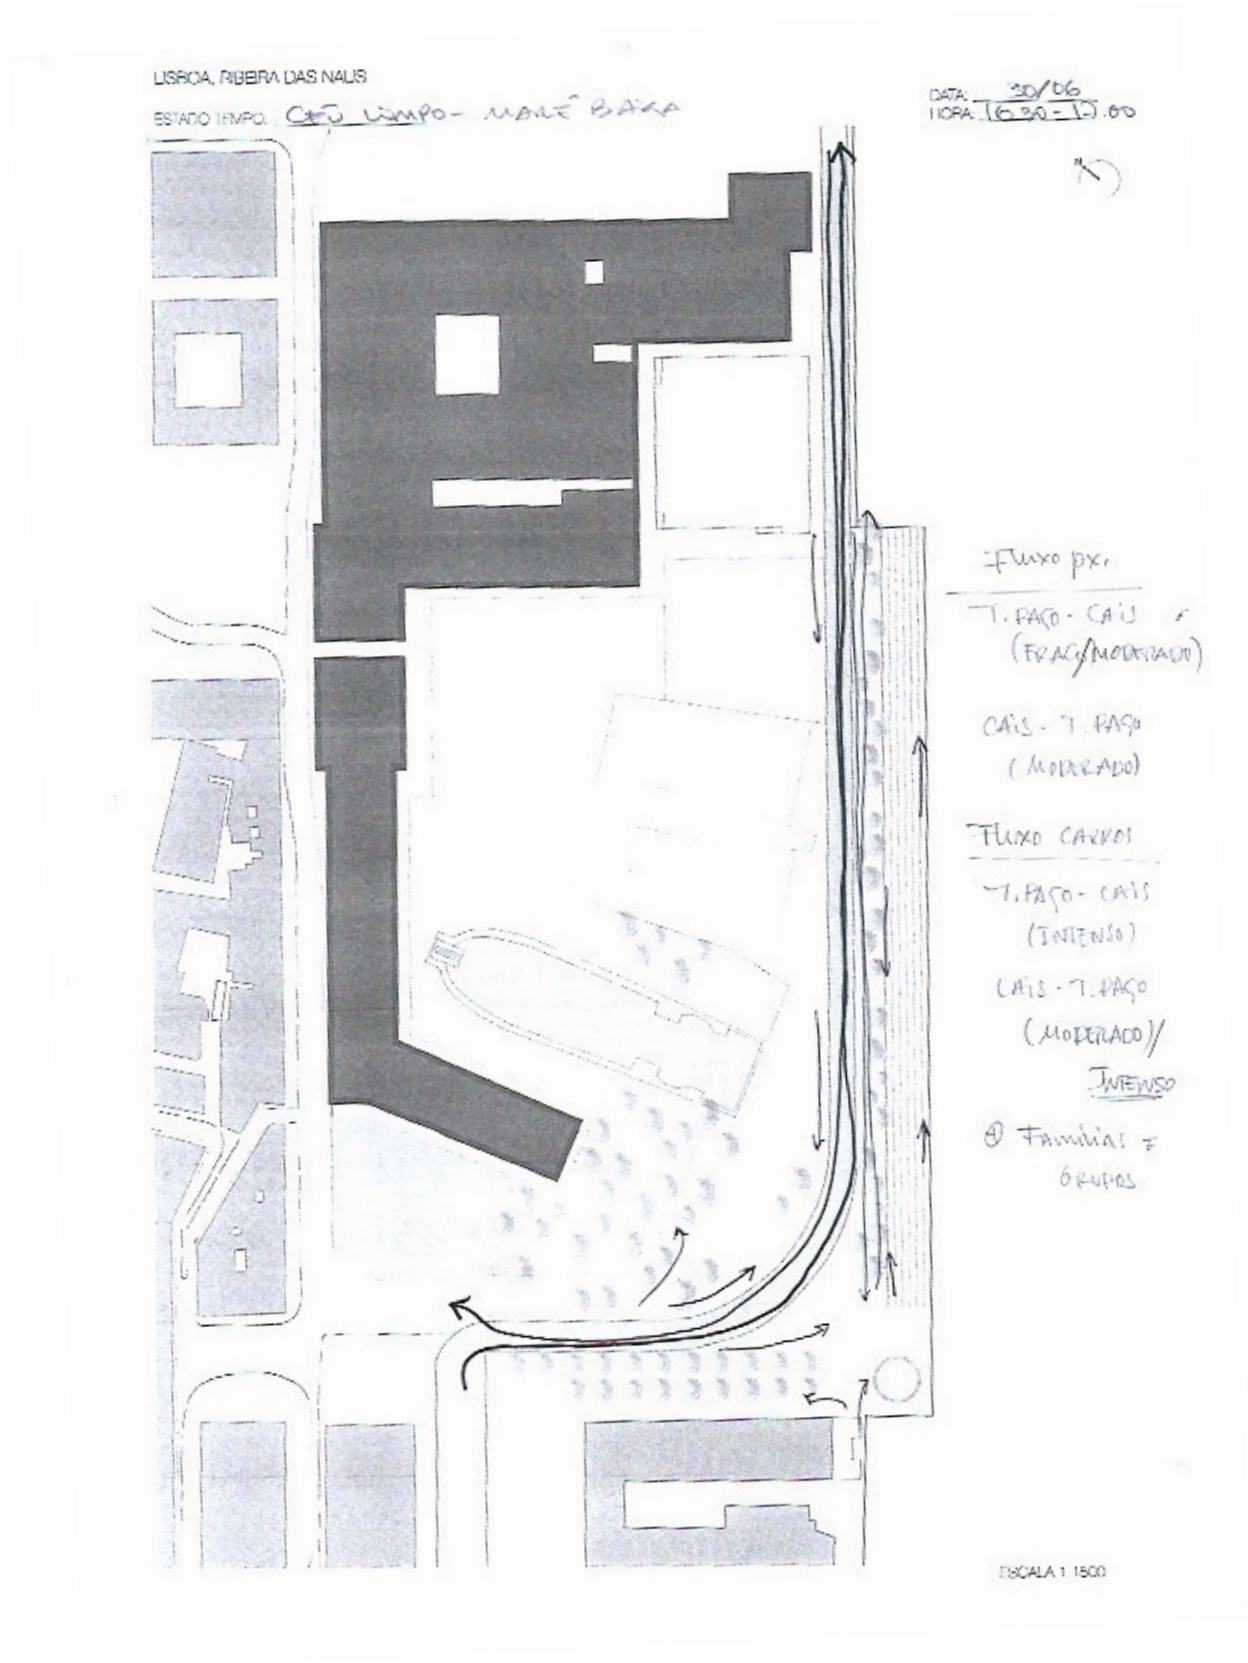 LISBOA, RIBEIRA DAS NAUS
ESTADO TEMPO: CÉU LIMPO - MARÉ BAIXA
DATA: 30/06
HORA: 16.30 - 17.00
N
Fluxo px.
T. PAÇO - CAIS
(FRACO/MODERADO)
CAIS - T. PAÇO
(MODERADO)
FLUXO CARROS
T. PAÇO - CAIS
(INTENSO)
CAIS - T. PAÇO
(MODERADO)/
INTENSO
⊕ FAMÍLIAS E
GRUPOS
ESCALA 1 1500